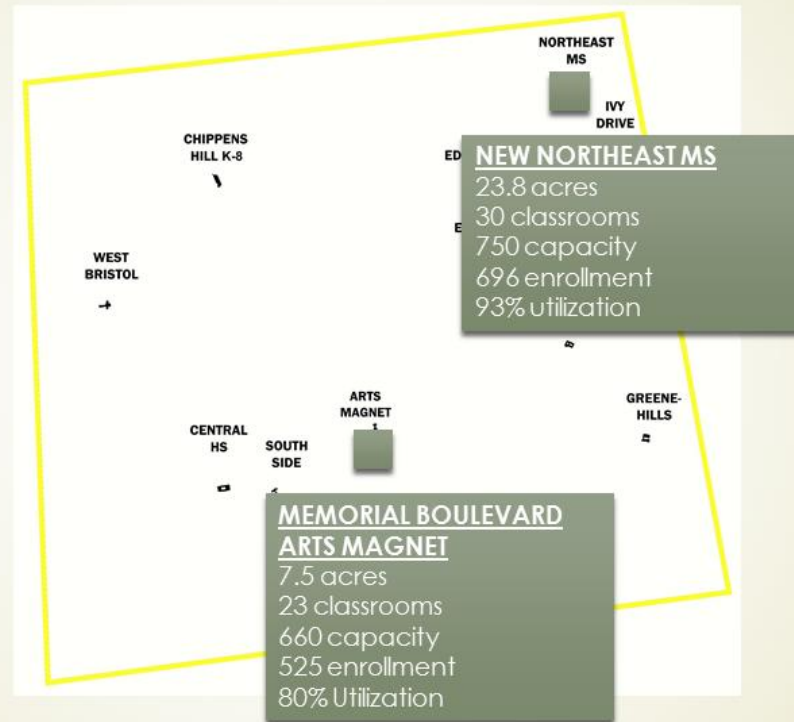 NORTHEAST
MS
IVY
DRIVE
CHIPPENS
HILL K-8
ED
E
NEW NORTHEAST MS
23.8 acres
30 classrooms
750 capacity
696 enrollment
93% utilization
WEST
BRISTOL
ARTS
MAGNET
GREENE-
HILLS
CENTRAL
HS
SOUTH
SIDE
MEMORIAL BOULEVARD
ARTS MAGNET
7.5 acres
23 classrooms
660 capacity
525 enrollment
80% Utilization